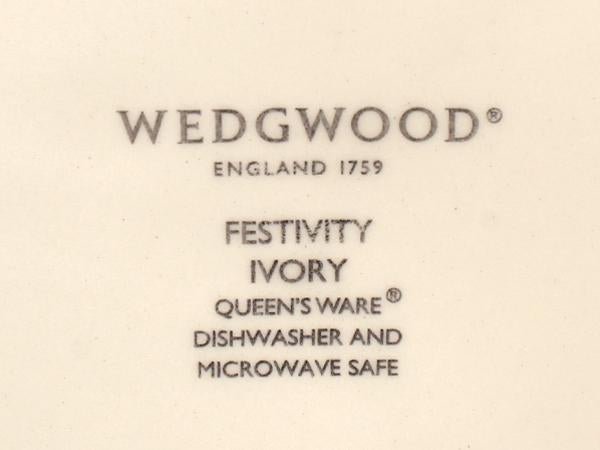 WEDGWOOD®
ENGLAND 1759
FESTIVITY
IVORY
QUEEN'S WARE®
DISHWASHER AND
MICROWAVE SAFE